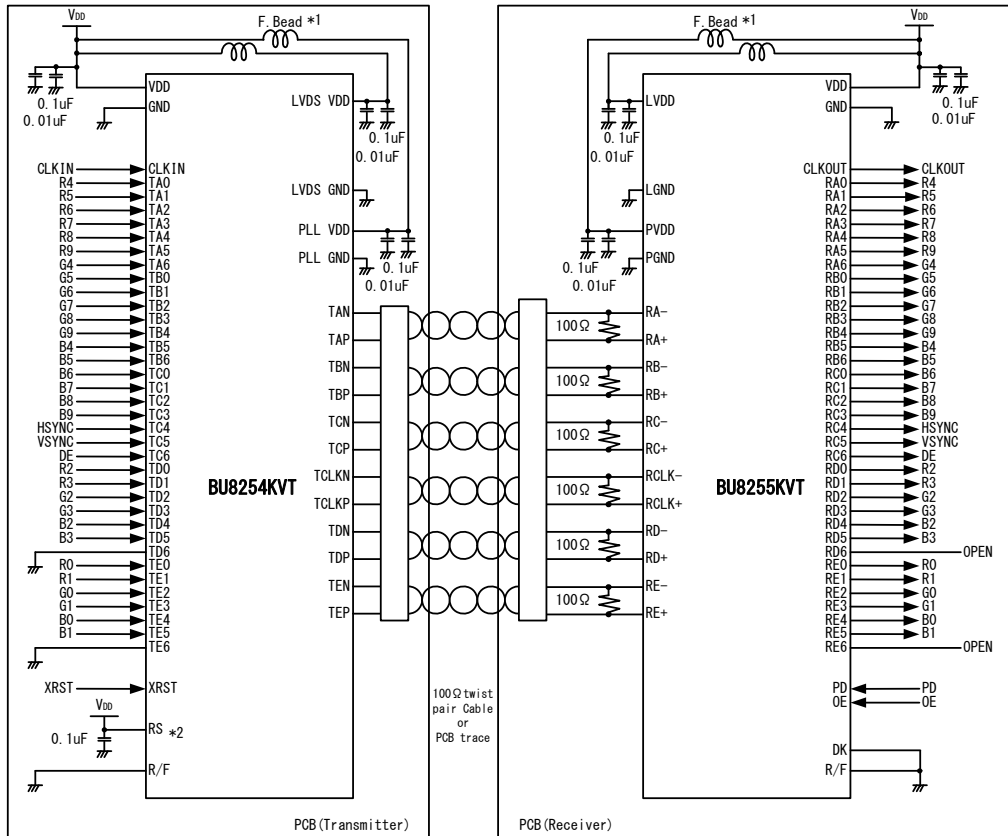 VDD
F.Bead *1
0.1uF
0.01uF
VDD
GND
LVDS VDD
0.1uF
0.01uF
LVDS GND
PLL VDD
PLL GND
0.1uF
0.01uF
CLKIN CLKIN
R4 TA0
R5 TA1
R6 TA2
R7 TA3
R8 TA4
R9 TA5
G4 TA6
G5 TB0
G6 TB1
G7 TB2
G8 TB3
G9 TB4
B4 TB5
B5 TB6
B6 TC0
B7 TC1
B8 TC2
B9 TC3
HSYNC TC4
VSYNC TC5
DE TC6
R2 TD0
R3 TD1
G2 TD2
G3 TD3
B2 TD4
B3 TD5
TD6
R0 TE0
R1 TE1
G0 TE2
G1 TE3
B0 TE4
B1 TE5
TE6
XRST XRST
VDD
RS *2
0.1uF
R/F
BU8254KVT
TAN
TAP
TBN
TBP
TCN
TCP
TCLKN
TCLKP
TDN
TDP
TEN
TEP
PCB(Transmitter)
100Ω twist
pair Cable
or
PCB trace
F.Bead *1
VDD
VDD
GND
0.1uF
0.01uF
LVDD
0.1uF
0.01uF
LGND
PVDD
PGND
0.1uF
0.01uF
100Ω RA-
RA+
100Ω RB-
RB+
100Ω RC-
RC+
100Ω RCLK-
RCLK+
100Ω RD-
RD+
100Ω RE-
RE+
BU8255KVT
CLKOUT CLKOUT
RA0 R4
RA1 R5
RA2 R6
RA3 R7
RA4 R8
RA5 R9
RA6 G4
RB0 G5
RB1 G6
RB2 G7
RB3 G8
RB4 G9
RB5 B4
RB6 B5
RC0 B6
RC1 B7
RC2 B8
RC3 B9
RC4 HSYNC
RC5 VSYNC
RC6 DE
RD0 R2
RD1 R3
RD2 G2
RD3 G3
RD4 B2
RD5 B3
RD6 OPEN
RE0 R0
RE1 R1
RE2 G0
RE3 G1
RE4 B0
RE5 B1
RE6 OPEN
PD PD
OE OE
DK
R/F
PCB(Receiver)